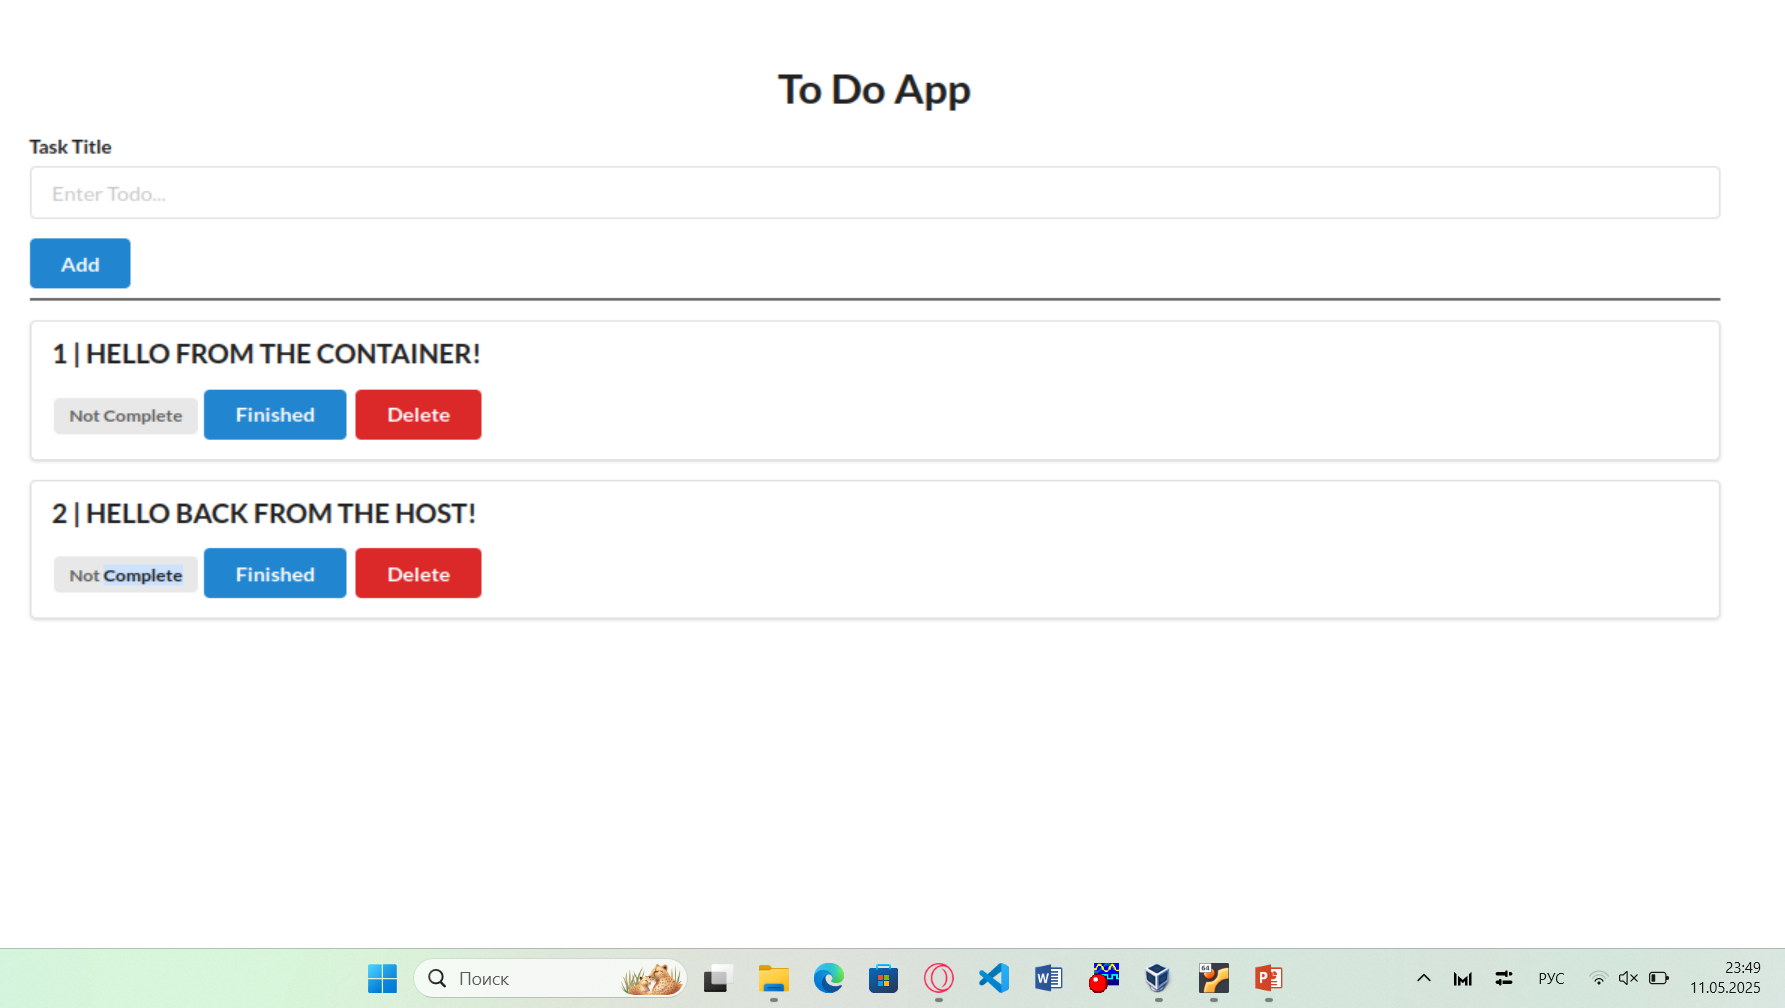 To Do App
Task Title
Enter Todo...
Add
1 | HELLO FROM THE CONTAINER!
Not Complete Finished Delete
2 | HELLO BACK FROM THE HOST!
Not Complete Finished Delete
Поиск
64
РУС
23:49
11.05.2025